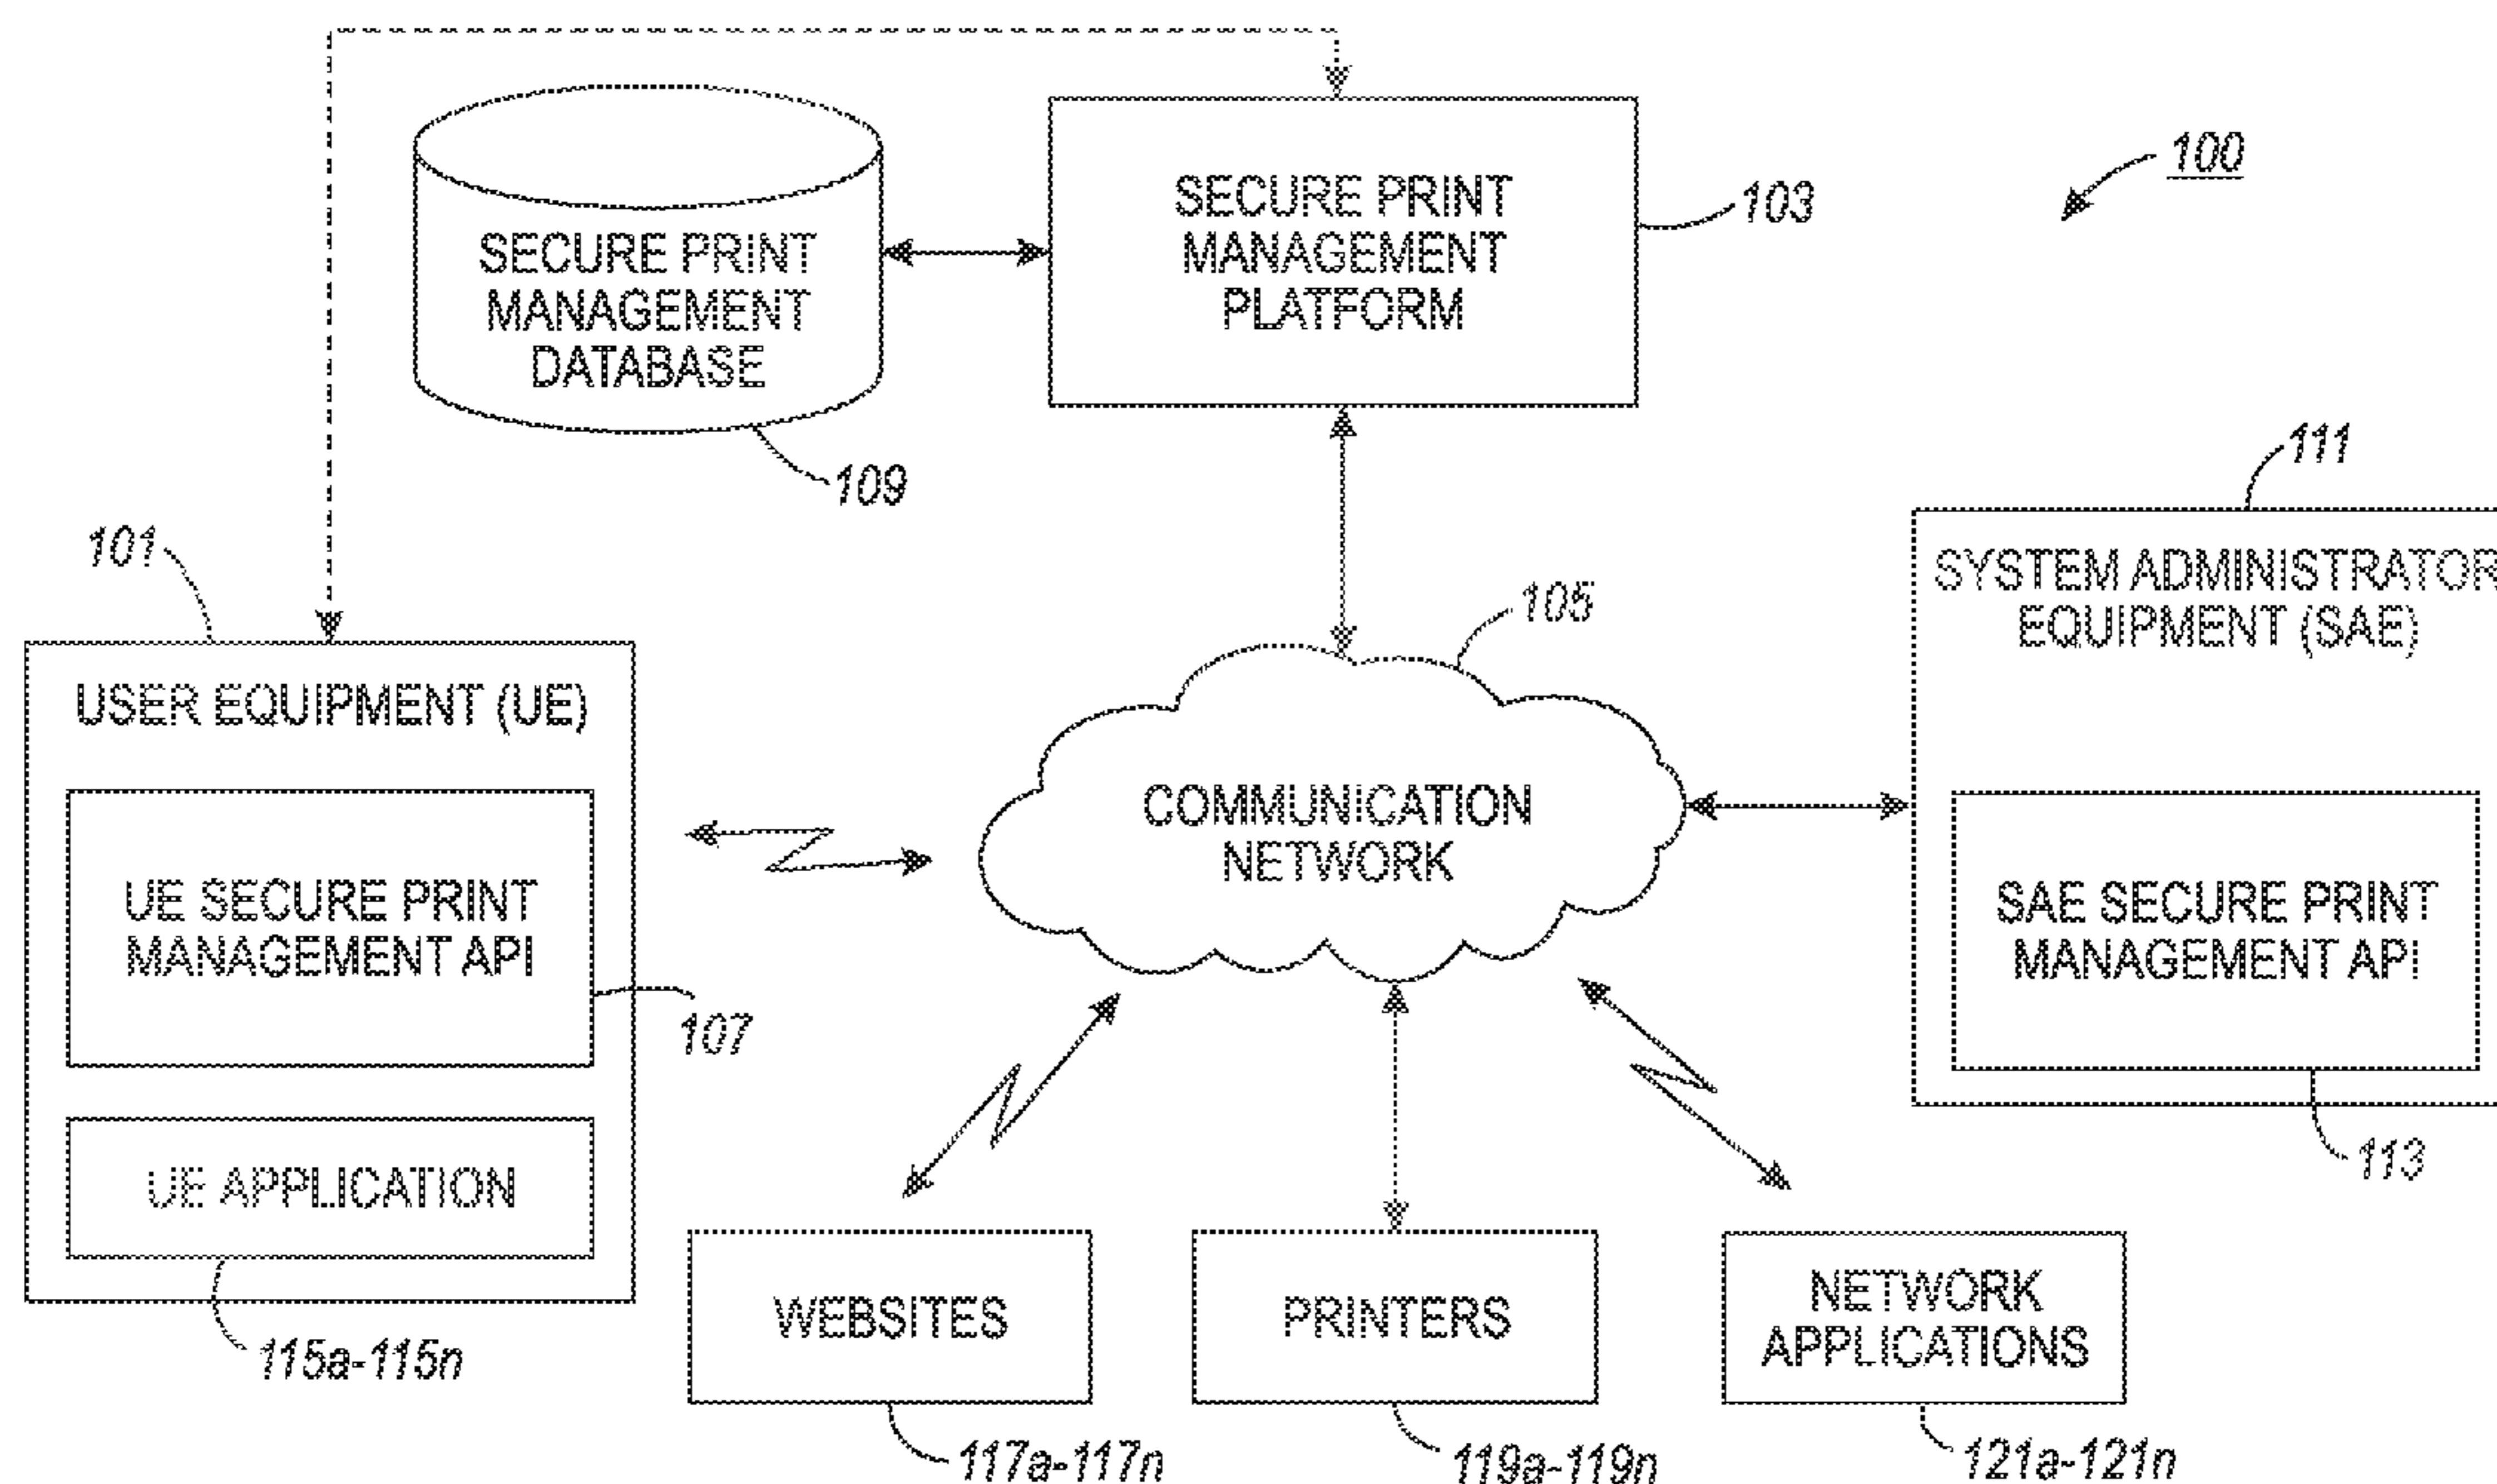 100
SECURE PRINT
MANAGEMENT
PLATFORM
103
SECURE PRINT
MANAGEMENT
DATABASE
109
111
SYSTEM ADMINISTRATOR
EQUIPMENT (SAE)
SAE SECURE PRINT
MANAGEMENT API
113
101
USER EQUIPMENT (UE)
UE SECURE PRINT
MANAGEMENT API
107
UE APPLICATION
115a-115n
105
COMMUNICATION
NETWORK
WEBSITES
117a-117n
PRINTERS
119a-119n
NETWORK
APPLICATIONS
121a-121n